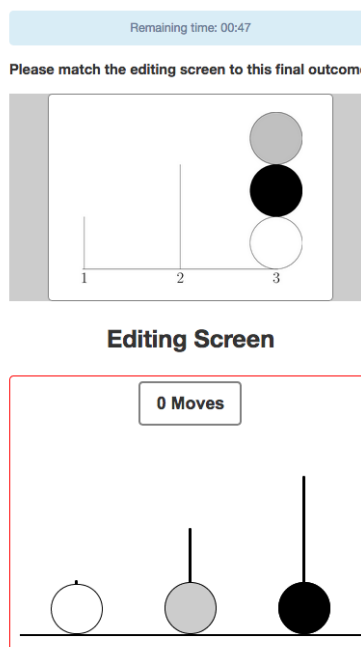 Remaining time: 00:47
Please match the editing screen to this final outcome
1 2 3
Editing Screen
0 Moves